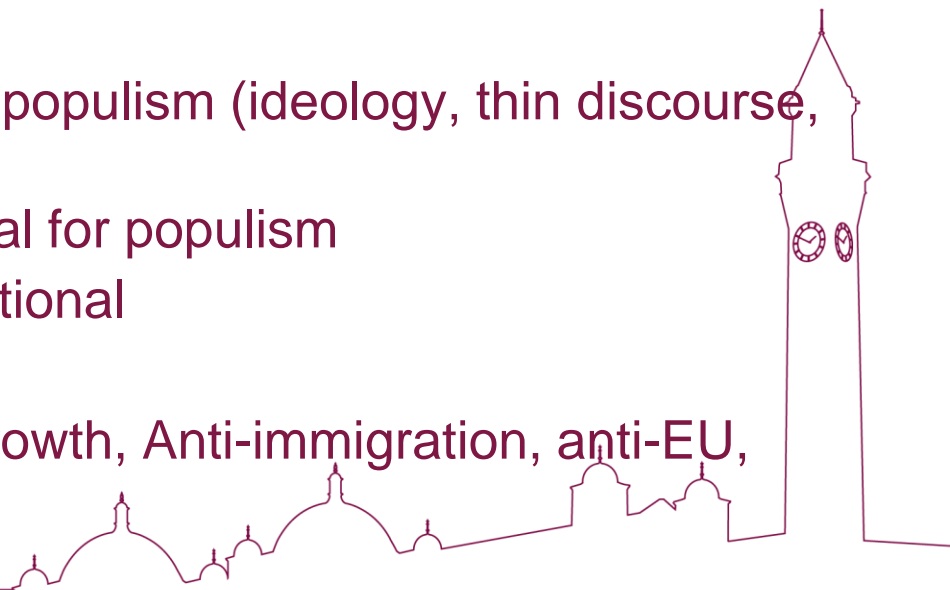 populism (ideology, thin discourse,
al for populism
tional
owth, Anti-immigration, anti-EU,